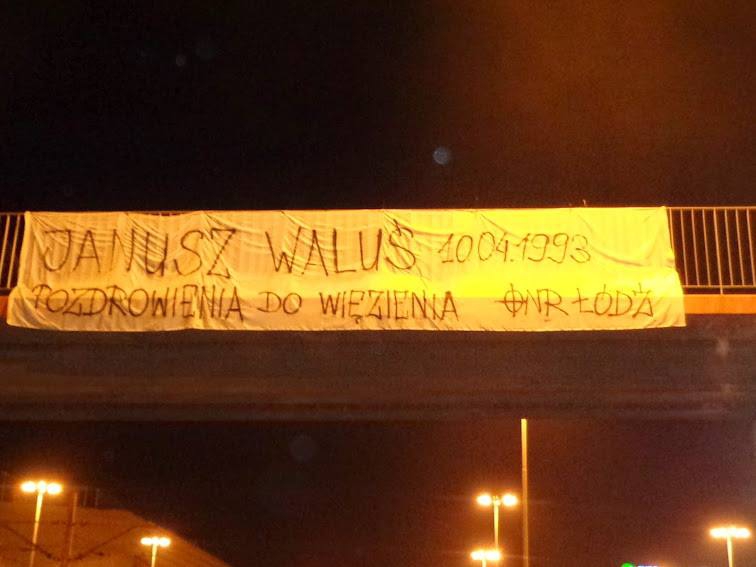 JANUSZ WALUŚ 10.04.1993
POZDROWIENIA DO WIĘZIENIA ONR ŁÓDŹ